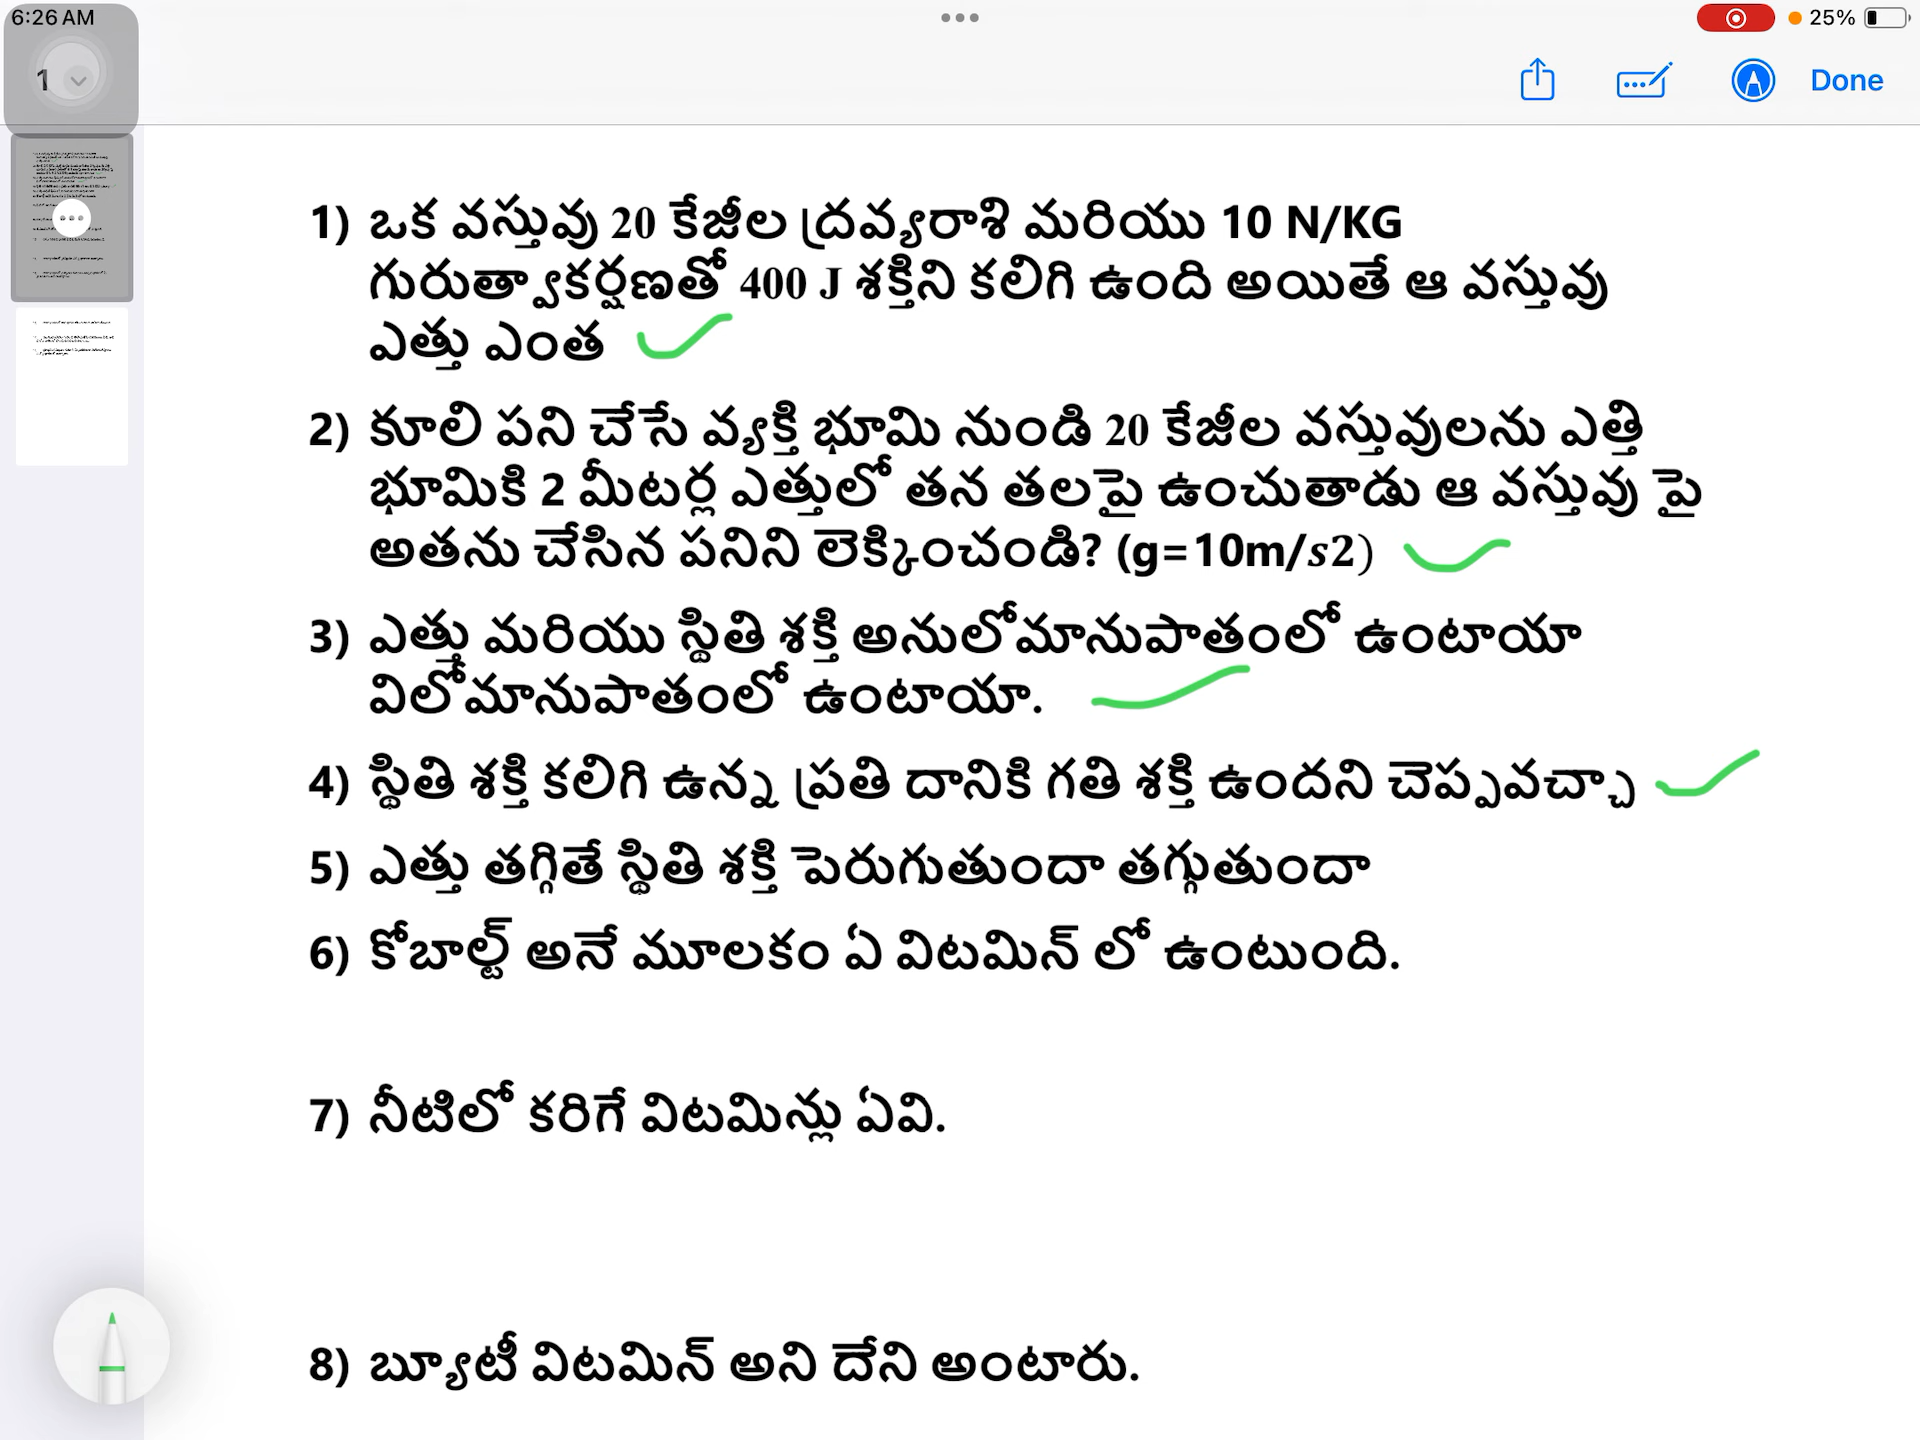 6:26 AM
25%
1
Done
1) ఒక వస్తువు 20 కేజీల ద్రవ్యరాశి మరియు 10 N/KG
గురుత్వాకర్షణతో 400 J శక్తిని కలిగి ఉంది అయితే ఆ వస్తువు
ఎత్తు ఎంత
2) కూలి పని చేసే వ్యక్తి భూమి నుండి 20 కేజీల వస్తువులను ఎత్తి
భూమికి 2 మీటర్ల ఎత్తులో తన తలపై ఉంచుతాడు ఆ వస్తువు పై
అతను చేసిన పనిని లెక్కించండి? (g=10m/s2)
3) ఎత్తు మరియు స్థితి శక్తి అనులోమానుపాతంలో ఉంటాయా
విలోమానుపాతంలో ఉంటాయా.
4) స్థితి శక్తి కలిగి ఉన్న ప్రతి దానికి గతి శక్తి ఉందని చెప్పవచ్చా
5) ఎత్తు తగ్గితే స్థితి శక్తి పెరుగుతుందా తగ్గుతుందా
6) కోబాల్ట్ అనే మూలకం ఏ విటమిన్ లో ఉంటుంది.
7) నీటిలో కరిగే విటమిన్లు ఏవి.
8) బ్యూటీ విటమిన్ అని దేని అంటారు.